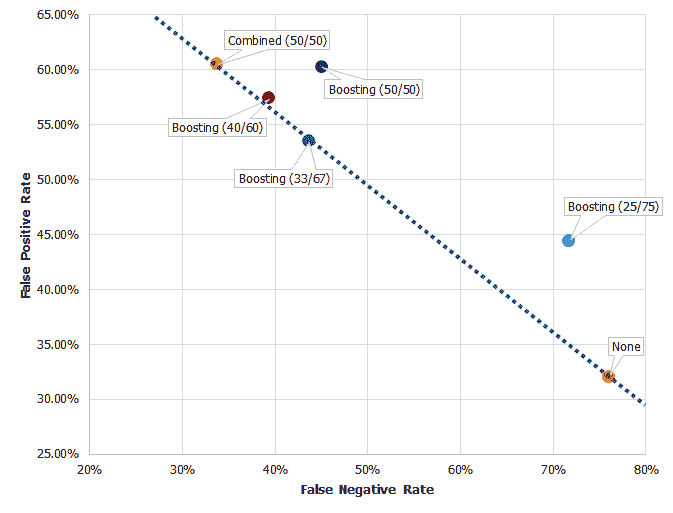 65.00%
60.00%
55.00%
50.00%
45.00%
40.00%
35.00%
30.00%
25.00%
False Positive Rate
Combined (50/50)
Boosting (50/50)
Boosting (40/60)
Boosting (33/67)
Boosting (25/75)
None
20%
30%
40%
50%
60%
70%
80%
False Negative Rate